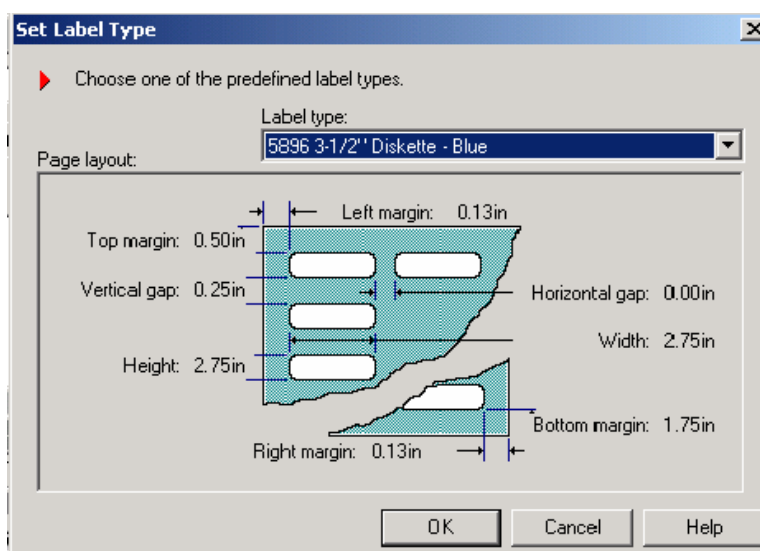 Set Label Type
Choose one of the predefined label types.
Label type:
5896 3-1/2'' Diskette - Blue
Page layout:
Left margin: 0.13in
Top margin: 0.50in
Vertical gap: 0.25in
Horizontal gap: 0.00in
Width: 2.75in
Height: 2.75in
Bottom margin: 1.75in
Right margin: 0.13in
OK Cancel Help